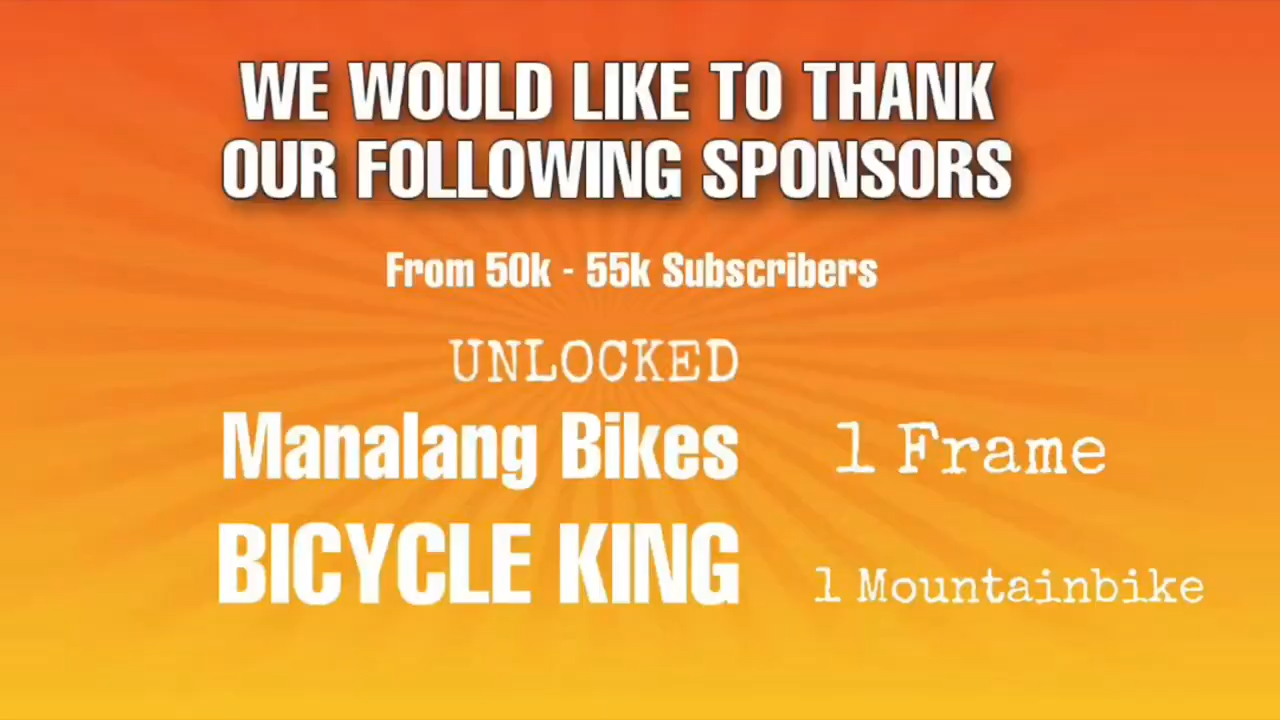 WE WOULD LIKE TO THANK
OUR FOLLOWING SPONSORS
From 50k - 55k Subscribers
UNLOCKED
Manalang Bikes 1 Frame
BICYCLE KING 1 Mountainbike